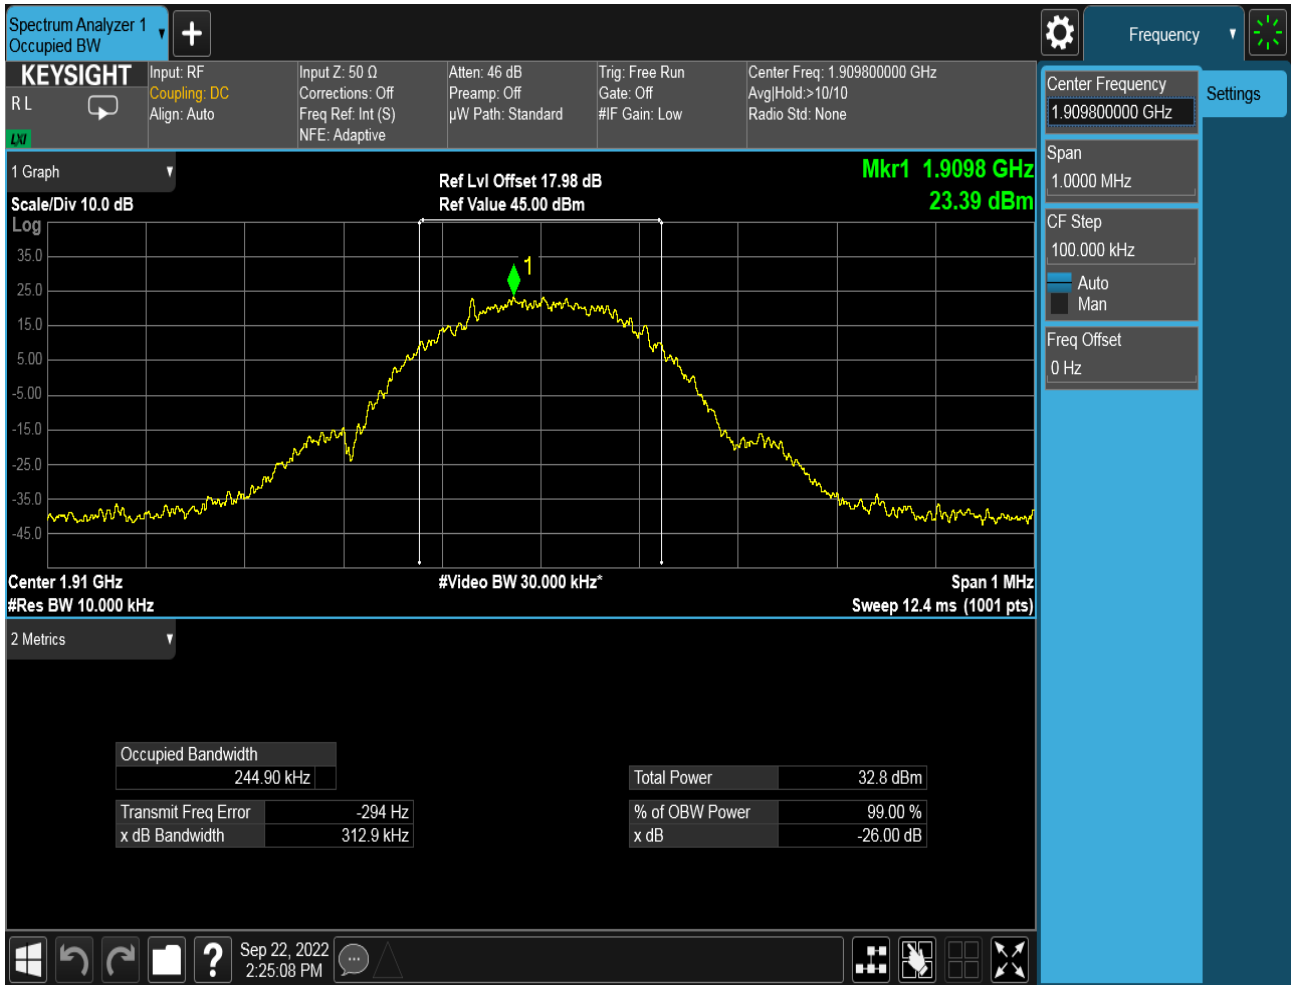 Spectrum Analyzer 1
Occupied BW
+
Frequency
KEYSIGHT
R L
LXI
Input: RF
Coupling: DC
Align: Auto
Input Z: 50 Ω
Corrections: Off
Freq Ref: Int (S)
NFE: Adaptive
Atten: 46 dB
Preamp: Off
µW Path: Standard
Trig: Free Run
Gate: Off
#IF Gain: Low
Center Freq: 1.909800000 GHz
Avg|Hold:>10/10
Radio Std: None
Center Frequency
1.909800000 GHz
Settings
Span
1.0000 MHz
CF Step
100.000 kHz
Auto
Man
Freq Offset
0 Hz
1 Graph
Scale/Div 10.0 dB
Log
Ref Lvl Offset 17.98 dB
Ref Value 45.00 dBm
Mkr1 1.9098 GHz
23.39 dBm
35.0
25.0
15.0
5.00
-5.00
-15.0
-25.0
-35.0
-45.0
1
Center 1.91 GHz
#Res BW 10.000 kHz
#Video BW 30.000 kHz*
Span 1 MHz
Sweep 12.4 ms (1001 pts)
2 Metrics
Occupied Bandwidth
244.90 kHz
Transmit Freq Error -294 Hz
x dB Bandwidth 312.9 kHz
Total Power 32.8 dBm
% of OBW Power 99.00 %
x dB -26.00 dB
?
Sep 22, 2022
2:25:08 PM